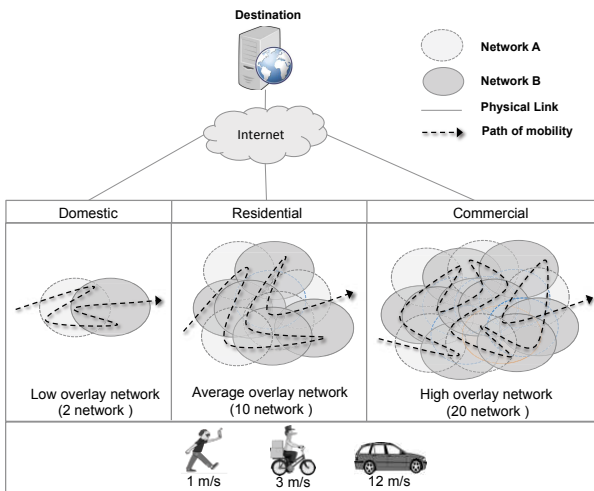 Destination
Network A
Network B
Physical Link
Path of mobility
Internet
Domestic
Residential
Commercial
Low overlay network
(2 network )
Average overlay network
(10 network )
High overlay network
(20 network )
1 m/s
3 m/s
12 m/s